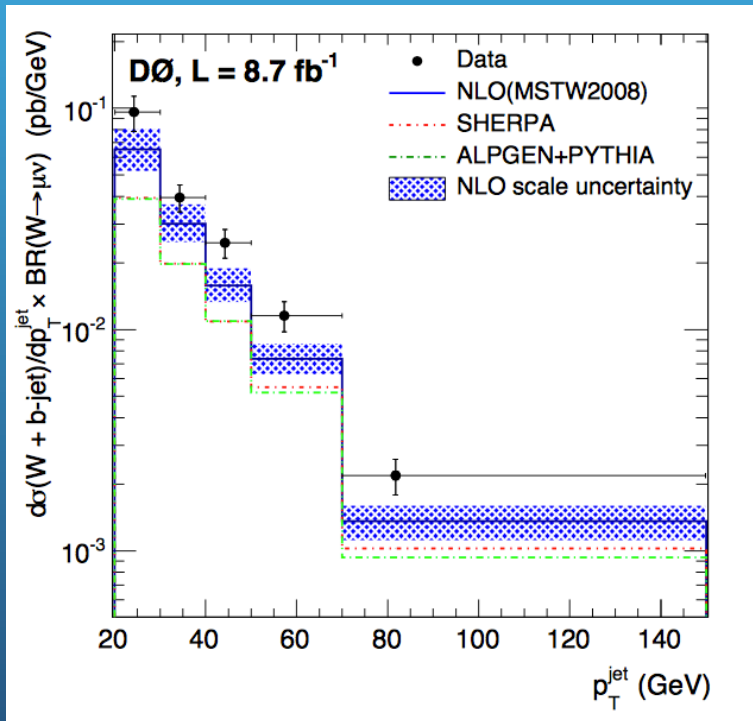 DØ, L = 8.7 fb⁻¹
Data
NLO(MSTW2008)
SHERPA
ALPGEN+PYTHIA
NLO scale uncertainty
dσ(W + b-jet)/dp_T^jet × BR(W→μν) (pb/GeV)
10⁻¹
10⁻²
10⁻³
20 40 60 80 100 120 140
p_T^jet (GeV)